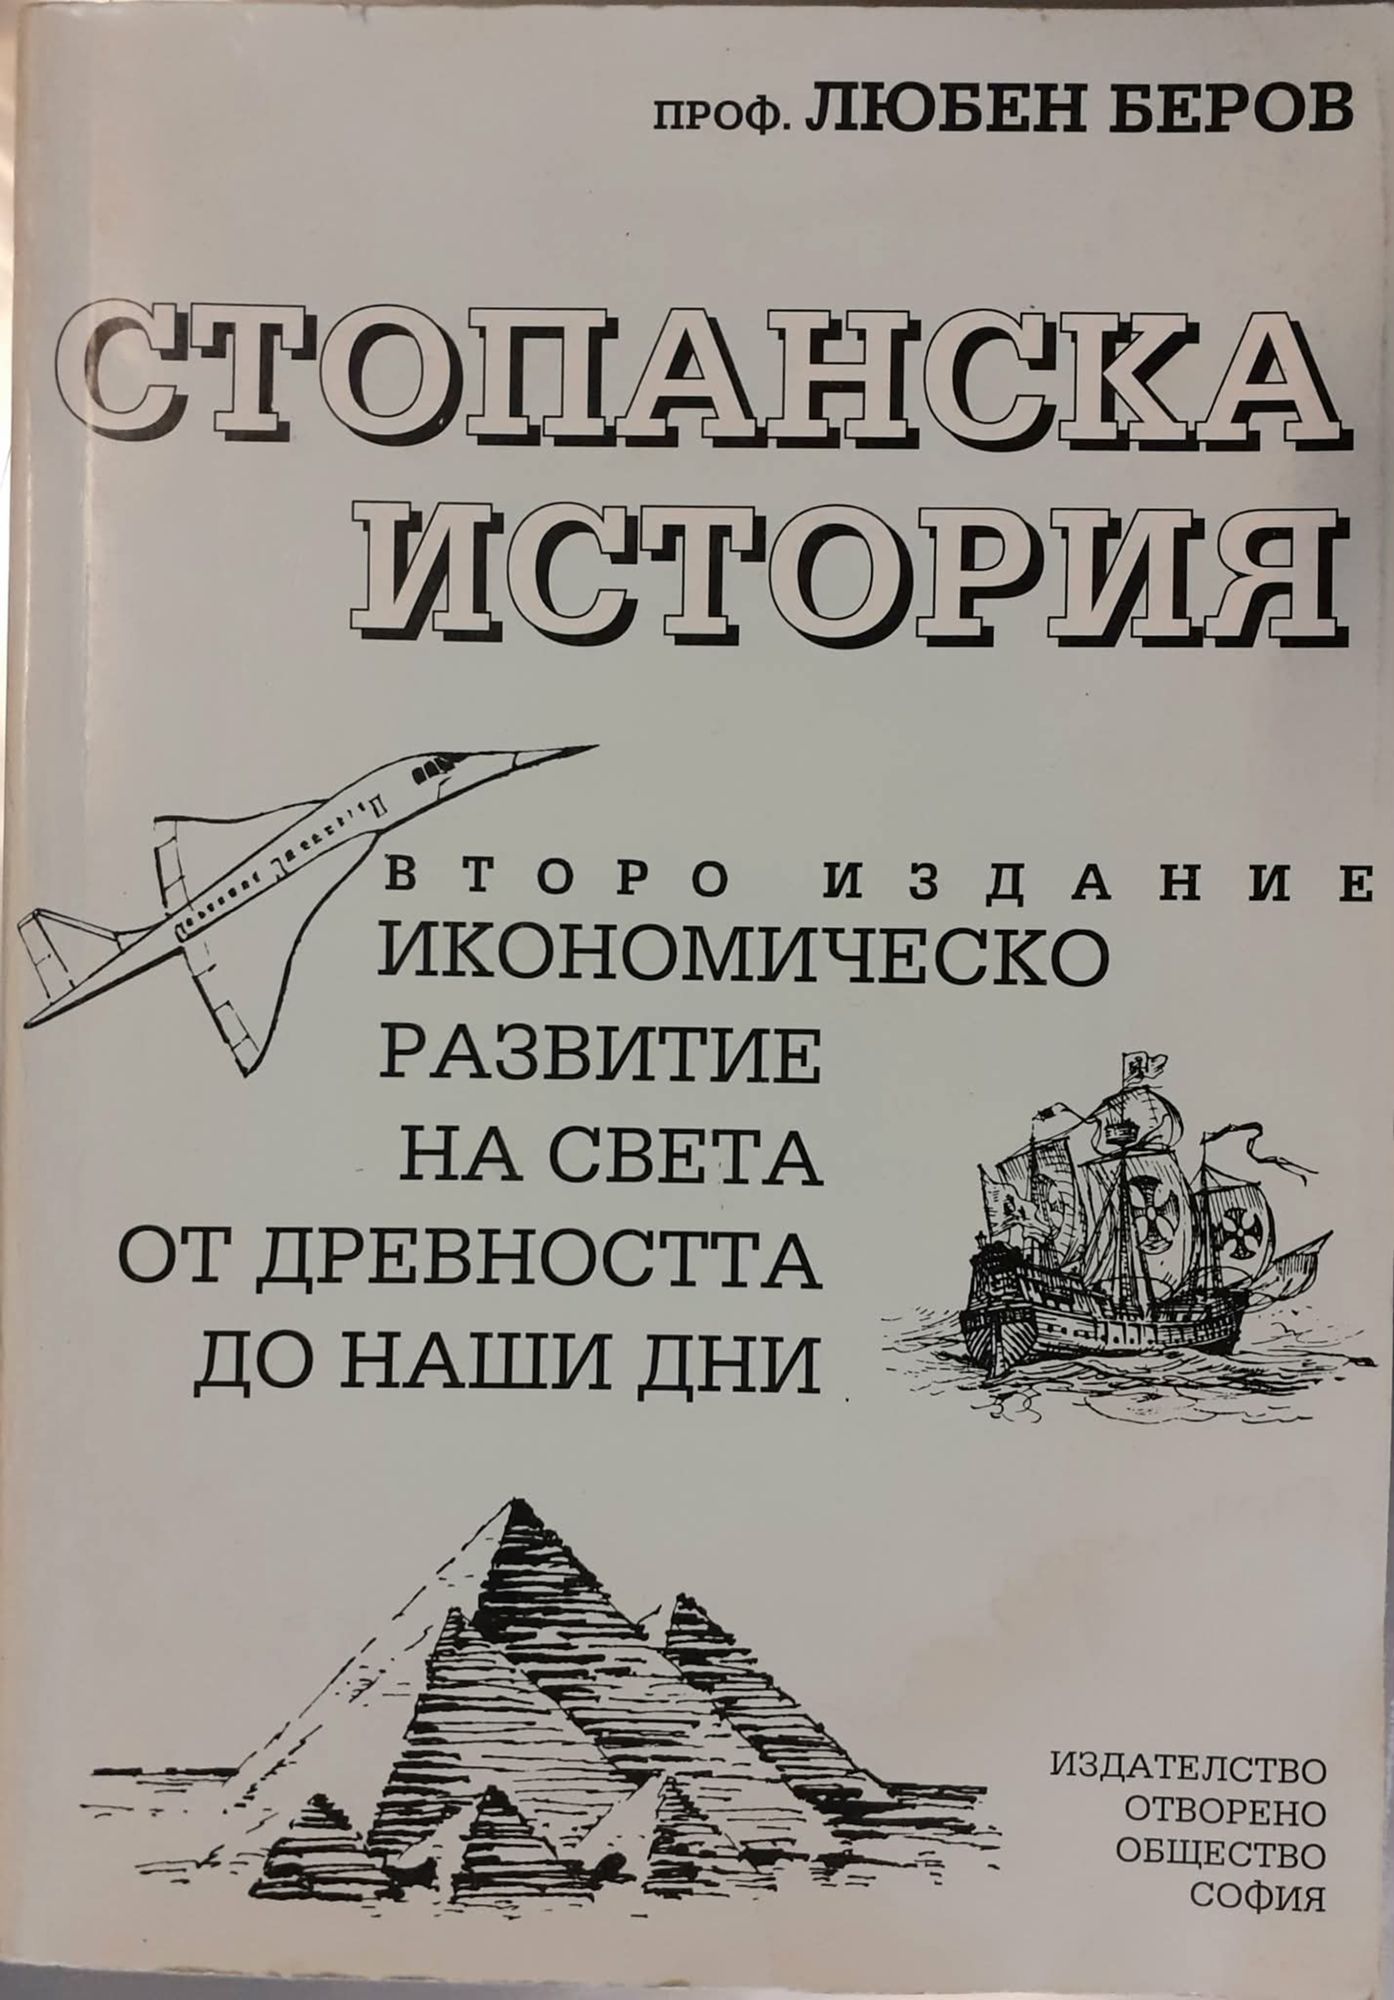 ПРОФ. ЛЮБЕН БЕРОВ
СТОПАНСКА
ИСТОРИЯ
ВТОРО ИЗДАНИЕ
ИКОНОМИЧЕСКО
РАЗВИТИЕ
НА СВЕТА
ОТ ДРЕВНОСТТА
ДО НАШИ ДНИ
ИЗДАТЕЛСТВО
ОТВОРЕНО
ОБЩЕСТВО
СОФИЯ